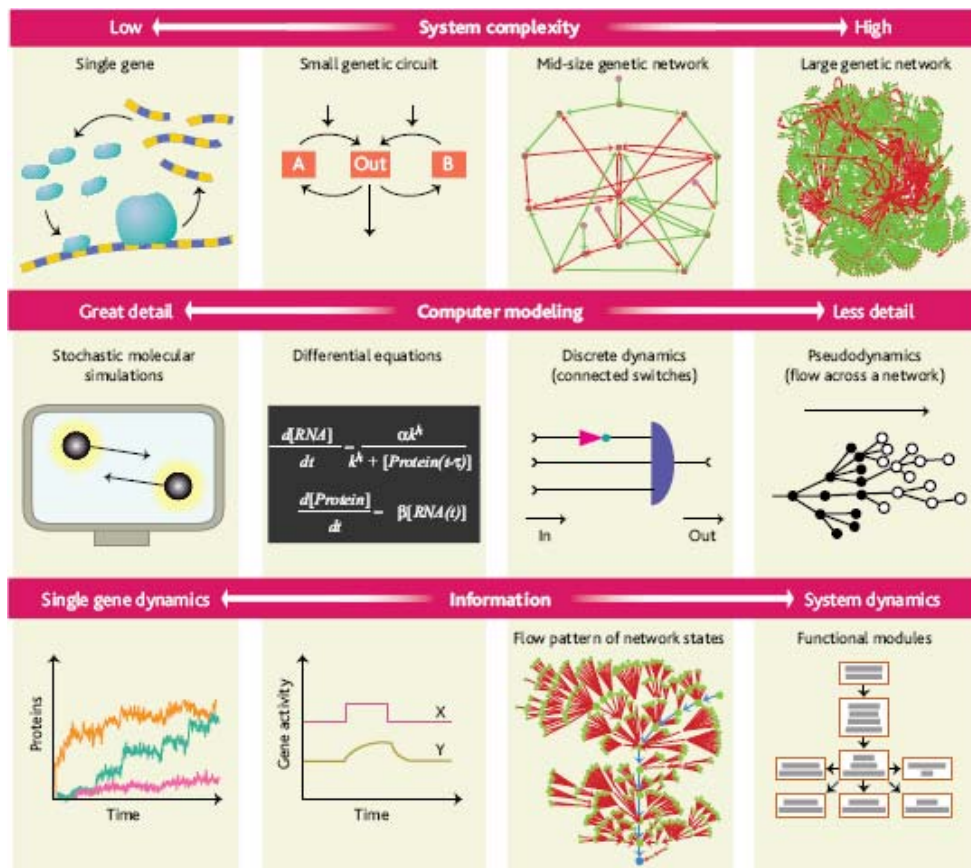 Low System complexity High
Single gene
Small genetic circuit
Mid-size genetic network
Large genetic network
A Out B
Great detail Computer modeling Less detail
Stochastic molecular
simulations
Differential equations
Discrete dynamics
(connected switches)
Pseudodynamics
(flow across a network)
d[RNA]
dt
–
αkʰ
kʰ + [Protein(t-τ)]
d[Protein]
dt
– β[RNA(t)]
In Out
Single gene dynamics Information System dynamics
Flow pattern of network states
Functional modules
Proteins
Time
Gene activity
X
Y
Time